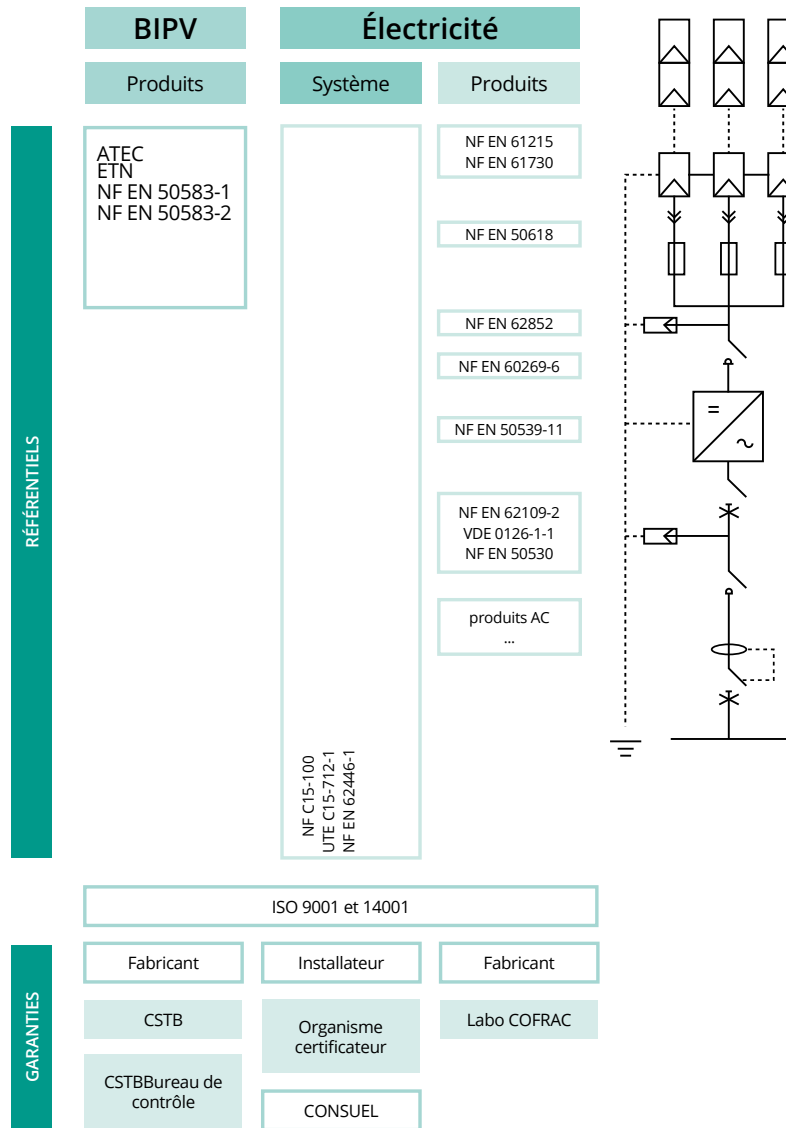 BIPV
Électricité
Produits
Système
Produits
RÉFÉRENTIELS
ATEC
ETN
NF EN 50583-1
NF EN 50583-2
NF C15-100
UTE C15-712-1
NF EN 62446-1
NF EN 61215
NF EN 61730
NF EN 50618
NF EN 62852
NF EN 60269-6
NF EN 50539-11
NF EN 62109-2
VDE 0126-1-1
NF EN 50530
produits AC
...
ISO 9001 et 14001
GARANTIES
Fabricant
Installateur
Fabricant
CSTB
Organisme
certificateur
Labo COFRAC
CSTBBureau de
contrôle
CONSUEL